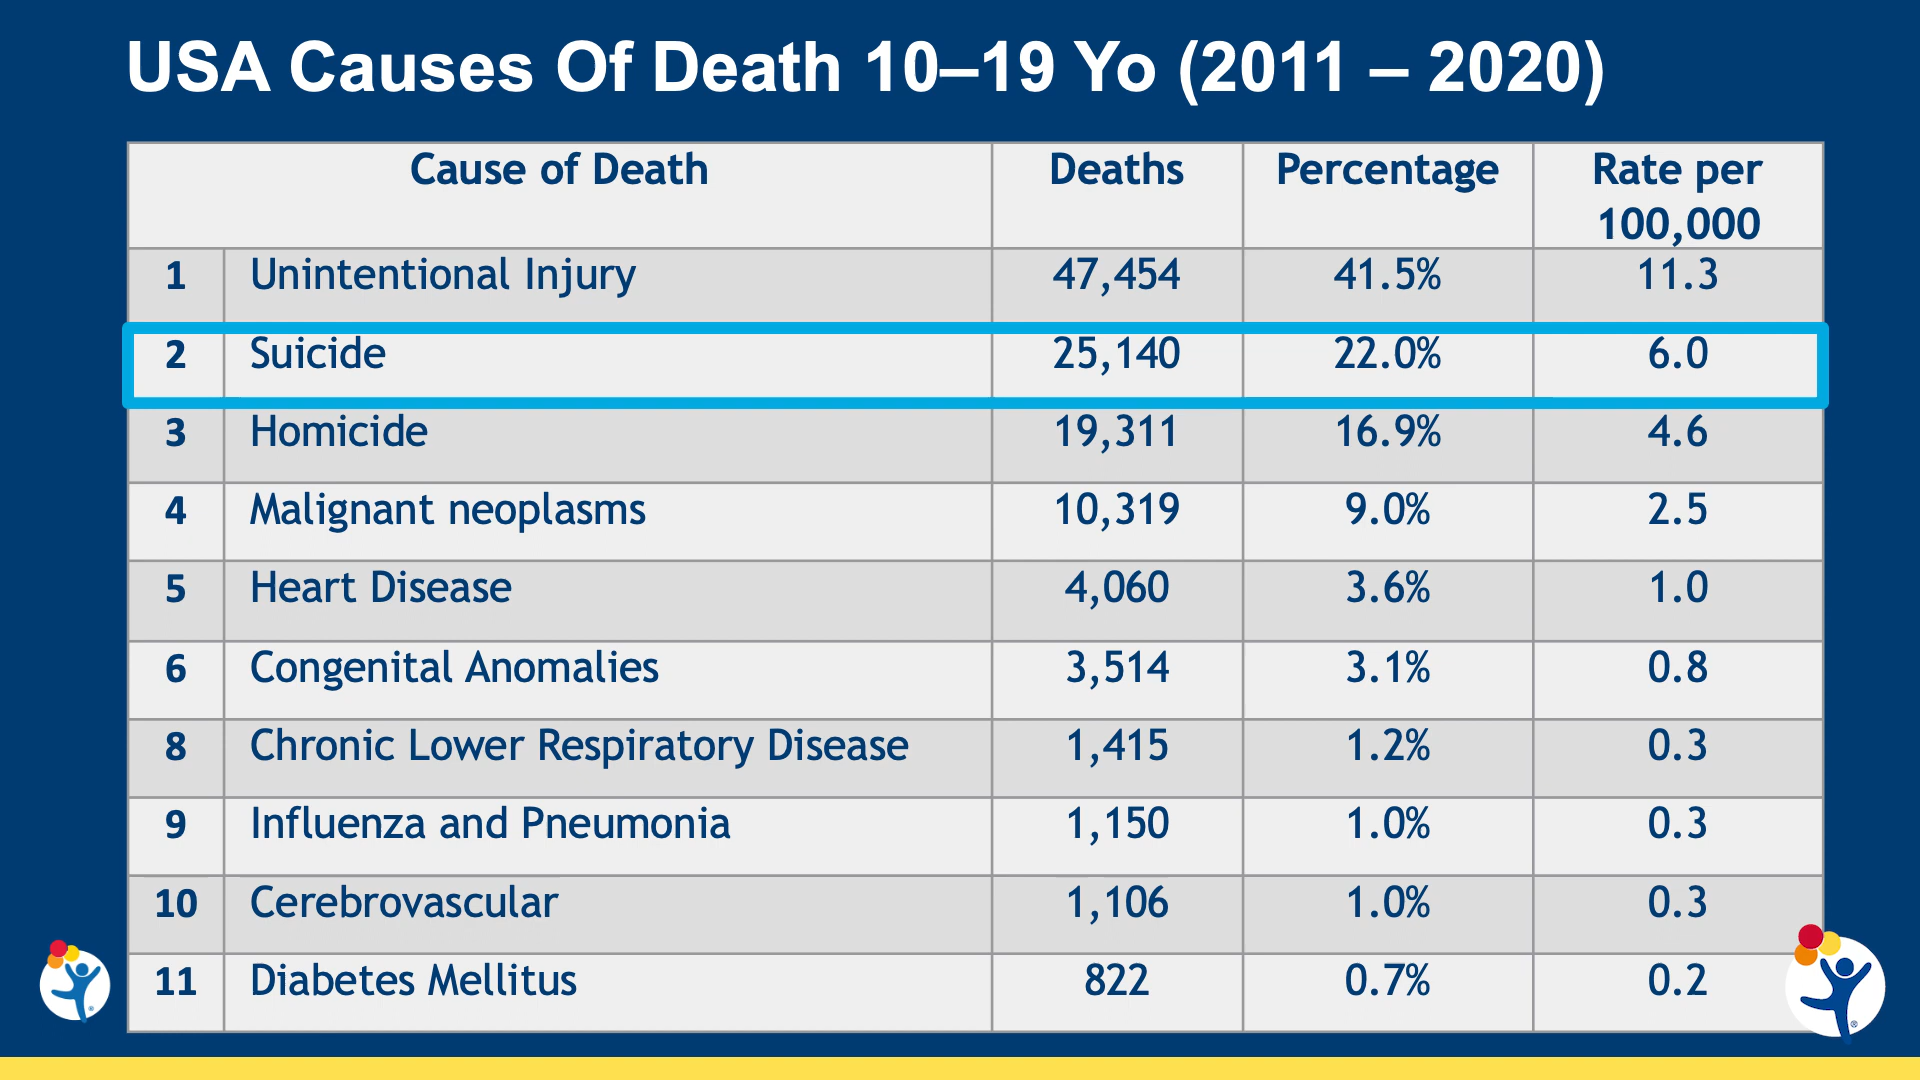 USA Causes Of Death 10–19 Yo (2011 – 2020)
Cause of Death Deaths Percentage Rate per
100,000
1 Unintentional Injury 47,454 41.5% 11.3
2 Suicide 25,140 22.0% 6.0
3 Homicide 19,311 16.9% 4.6
4 Malignant neoplasms 10,319 9.0% 2.5
5 Heart Disease 4,060 3.6% 1.0
6 Congenital Anomalies 3,514 3.1% 0.8
8 Chronic Lower Respiratory Disease 1,415 1.2% 0.3
9 Influenza and Pneumonia 1,150 1.0% 0.3
10 Cerebrovascular 1,106 1.0% 0.3
11 Diabetes Mellitus 822 0.7% 0.2
® ®